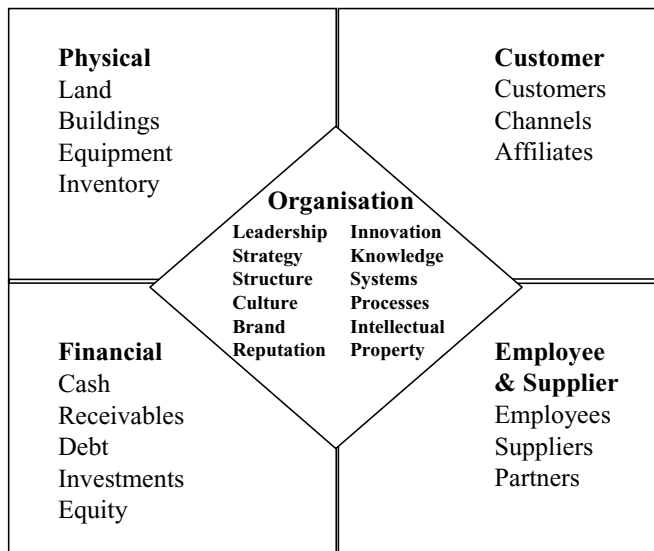 Physical
Land
Buildings
Equipment
Inventory
Customer
Customers
Channels
Affiliates
Organisation
Leadership Innovation
Strategy Knowledge
Structure Systems
Culture Processes
Brand Intellectual
Reputation Property
Financial
Cash
Receivables
Debt
Investments
Equity
Employee
& Supplier
Employees
Suppliers
Partners